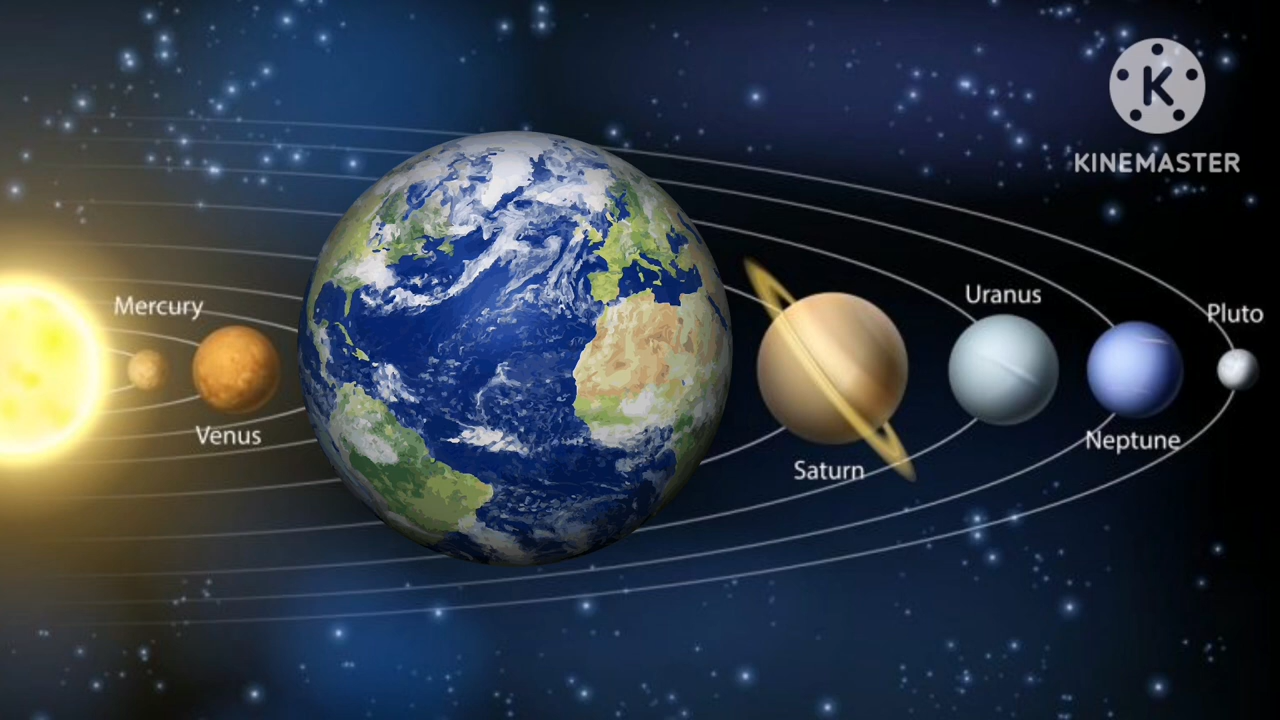 K
KINEMASTER
Uranus
Mercury
Pluto
Venus
Neptune
Saturn